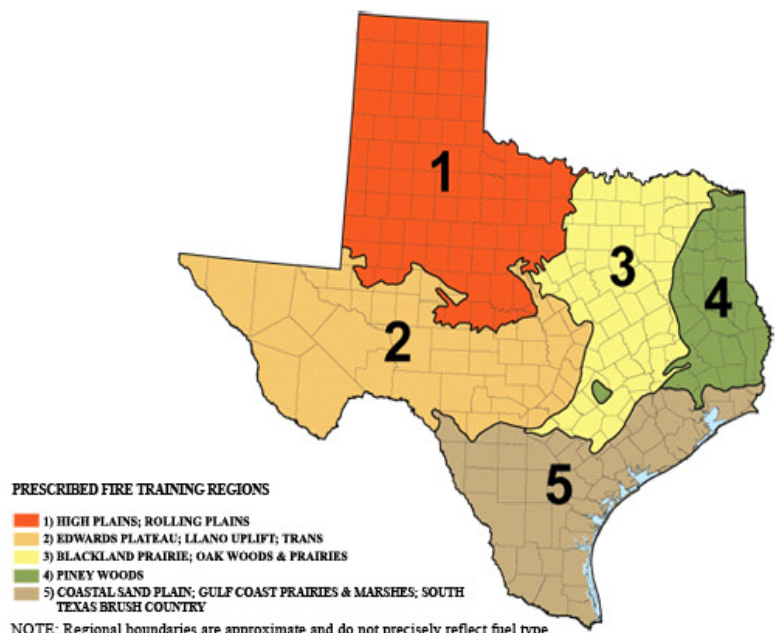 1
3
4
2
5
PRESCRIBED FIRE TRAINING REGIONS
1) HIGH PLAINS; ROLLING PLAINS
2) EDWARDS PLATEAU; LLANO UPLIFT; TRANS
3) BLACKLAND PRAIRIE; OAK WOODS & PRAIRIES
4) PINEY WOODS
5) COASTAL SAND PLAIN; GULF COAST PRAIRIES & MARSHES; SOUTH
TEXAS BRUSH COUNTRY
NOTE: Regional boundaries are approximate and do not precisely reflect fuel type